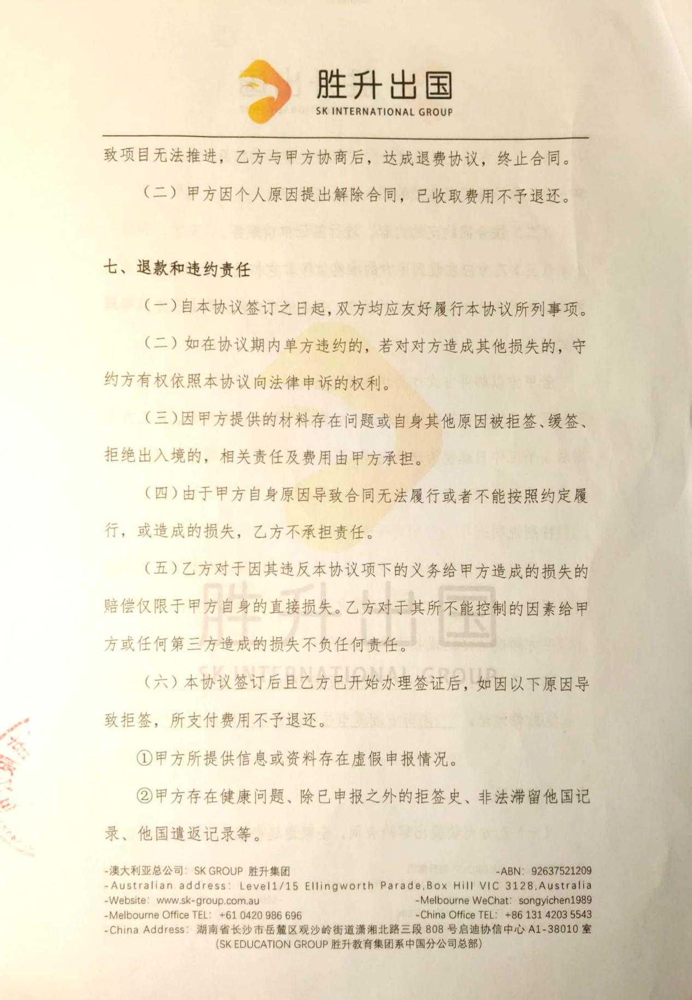 胜升出国
SK INTERNATIONAL GROUP
致项目无法推进，乙方与甲方协商后，达成退费协议，终止合同。
（二）甲方因个人原因提出解除合同，已收取费用不予退还。
七、退款和违约责任
（一）自本协议签订之日起，双方均应友好履行本协议所列事项。
（二）如在协议期内单方违约的，若对对方造成其他损失的，守
约方有权依照本协议向法律申诉的权利。
（三）因甲方提供的材料存在问题或自身其他原因被拒签、缓签、
拒绝出入境的，相关责任及费用由甲方承担。
（四）由于甲方自身原因导致合同无法履行或者不能按照约定履
行，或造成的损失，乙方不承担责任。
（五）乙方对于因其违反本协议项下的义务给甲方造成的损失的
赔偿仅限于甲方自身的直接损失。乙方对于其所不能控制的因素给甲
方或任何第三方造成的损失不负任何责任。
胜升出国
SK INTERNATIONAL GROUP
（六）本协议签订后且乙方已开始办理签证后，如因以下原因导
致拒签，所支付费用不予退还。
①甲方所提供信息或资料存在虚假申报情况。
②甲方存在健康问题、除已申报之外的拒签史、非法滞留他国记
录、他国遣返记录等。
-澳大利亚总公司：SK GROUP 胜升集团 -ABN：92637521209
-Australian address：Level1/15 Ellingworth Parade,Box Hill VIC 3128,Australia
-Website：www.sk-group.com.au -Melbourne WeChat：songyichen1989
-Melbourne Office TEL：+61 0420 986 696 -China Office TEL：+86 131 4203 5543
-China Address：湖南省长沙市岳麓区观沙岭街道潇湘北路三段 808 号启迪协信中心 A1-38010 室
(SK EDUCATION GROUP 胜升教育集团系中国分公司总部)